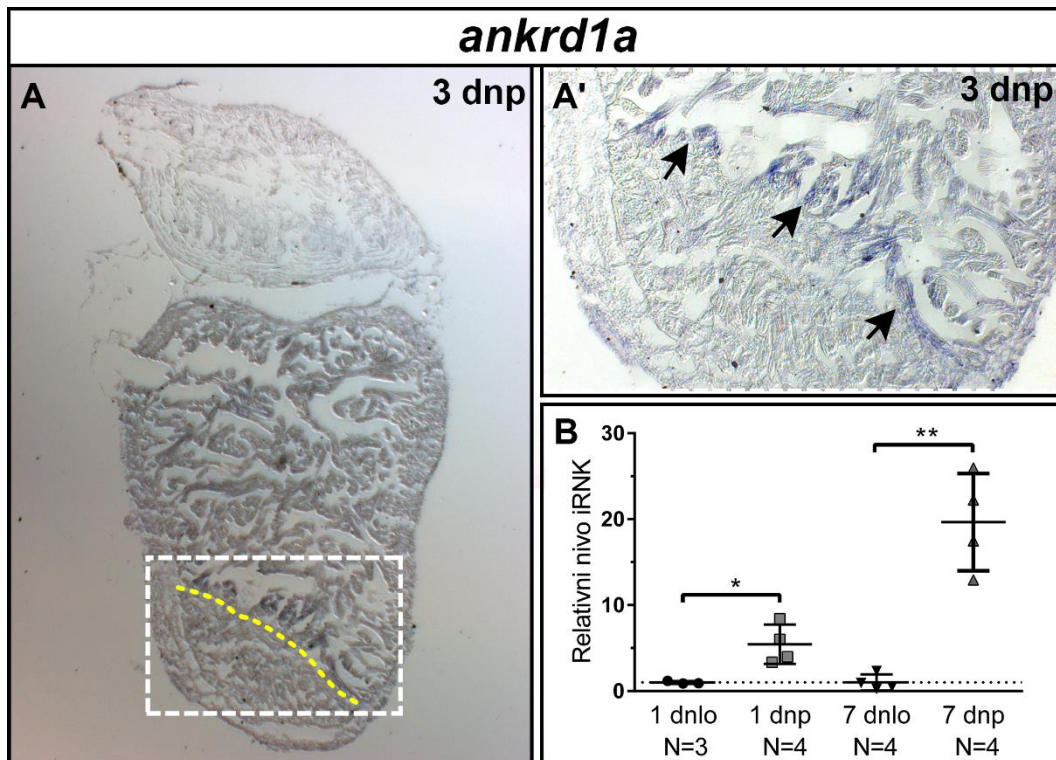 ankrd1a
A
3 dnp
A'
3 dnp
B
Relativni nivo iRNK
30
20
10
0
*
**
1 dnlo
N=3
1 dnp
N=4
7 dnlo
N=4
7 dnp
N=4